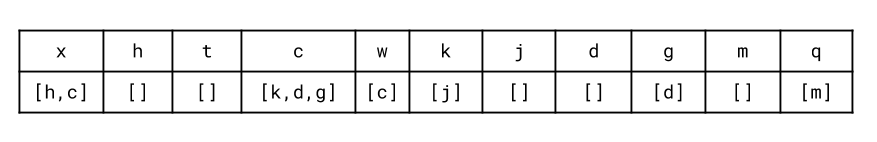 x h t c w k j d g m q
[h,c] [] [] [k,d,g] [c] [j] [] [] [d] [] [m]